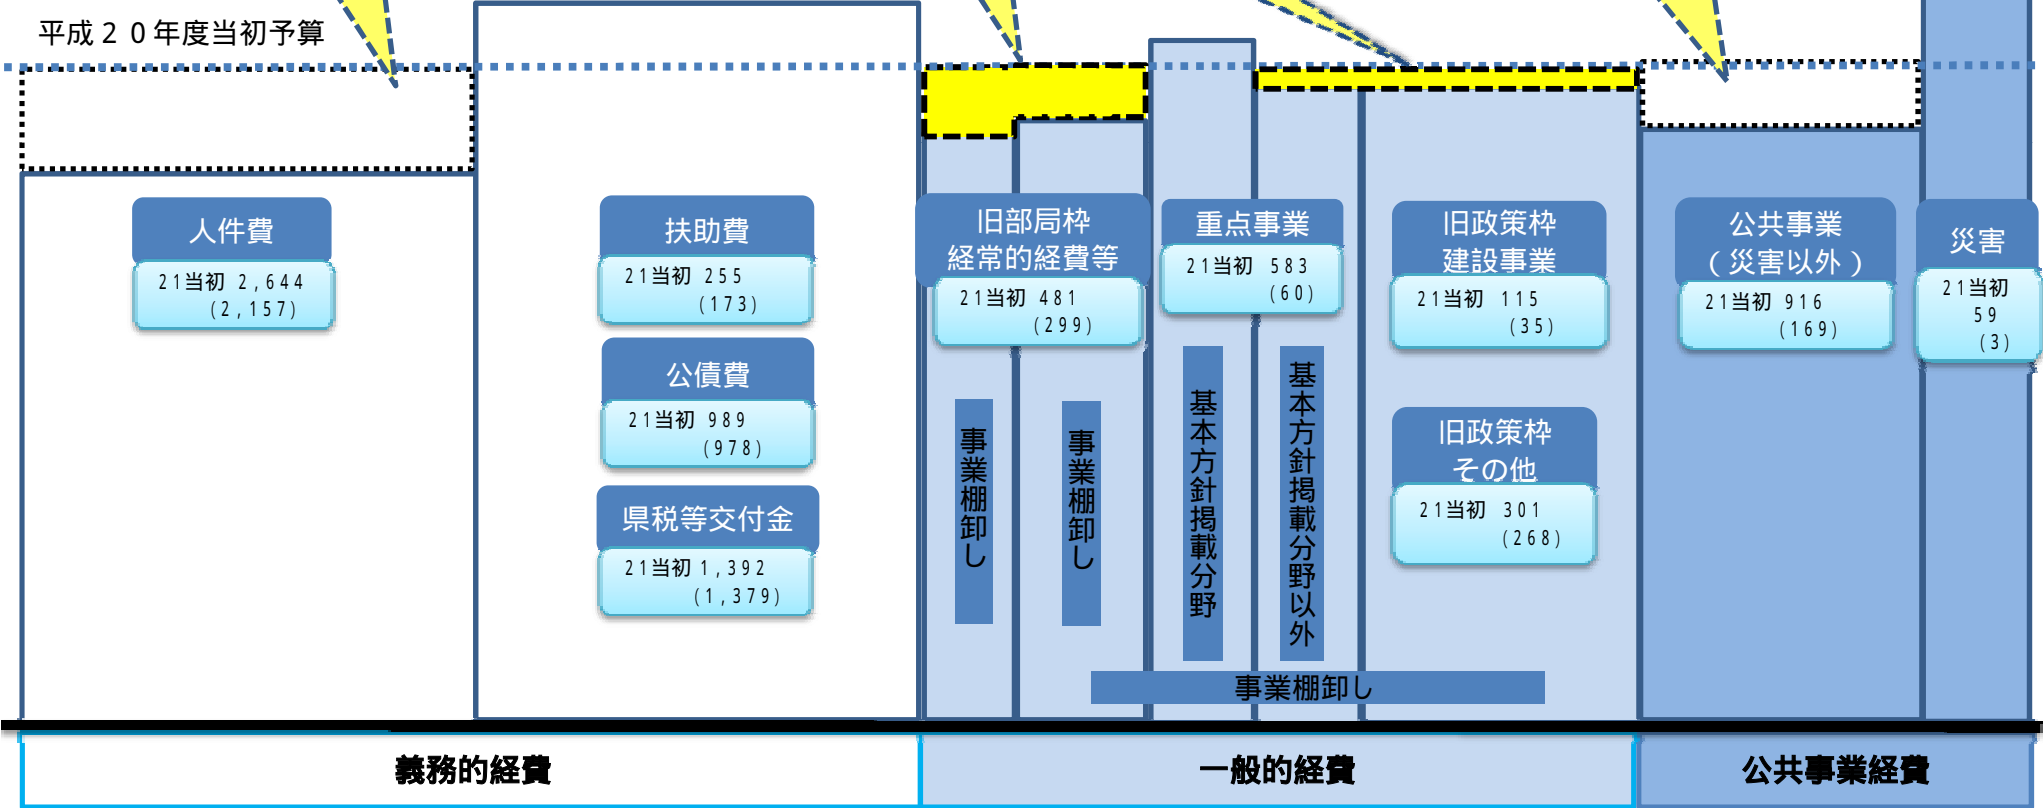 平成２０年度当初予算
人件費
21当初 2,644
(2,157)
扶助費
21当初 255
(173)
公債費
21当初 989
(978)
県税等交付金
21当初 1,392
(1,379)
旧部局枠
経常的経費等
21当初 481
(299)
事業棚卸し
事業棚卸し
重点事業
21当初 583
(60)
基本方針掲載分野
基本方針掲載分野以外
旧政策枠
建設事業
21当初 115
(35)
旧政策枠
その他
21当初 301
(268)
事業棚卸し
公共事業
（災害以外）
21当初 916
(169)
災害
21当初
59
(3)
義務的経費
一般的経費
公共事業経費